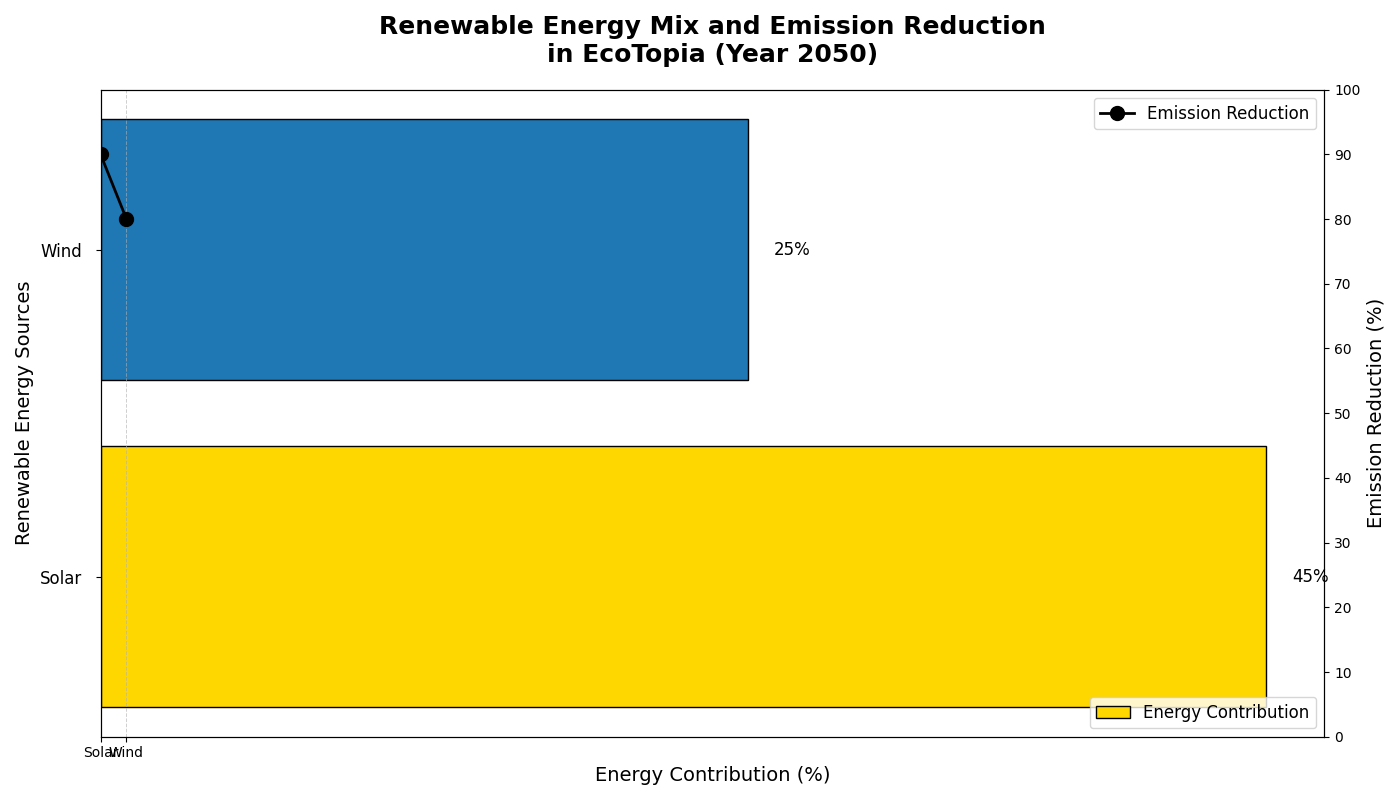 Renewable Energy Mix and Emission Reduction
in EcoTopia (Year 2050)
Emission Reduction
Renewable Energy Sources
Wind
Solar
25%
45%
100
90
80
70
60
50
40
30
20
10
0
Emission Reduction (%)
Energy Contribution
Solar
Wind
Energy Contribution (%)